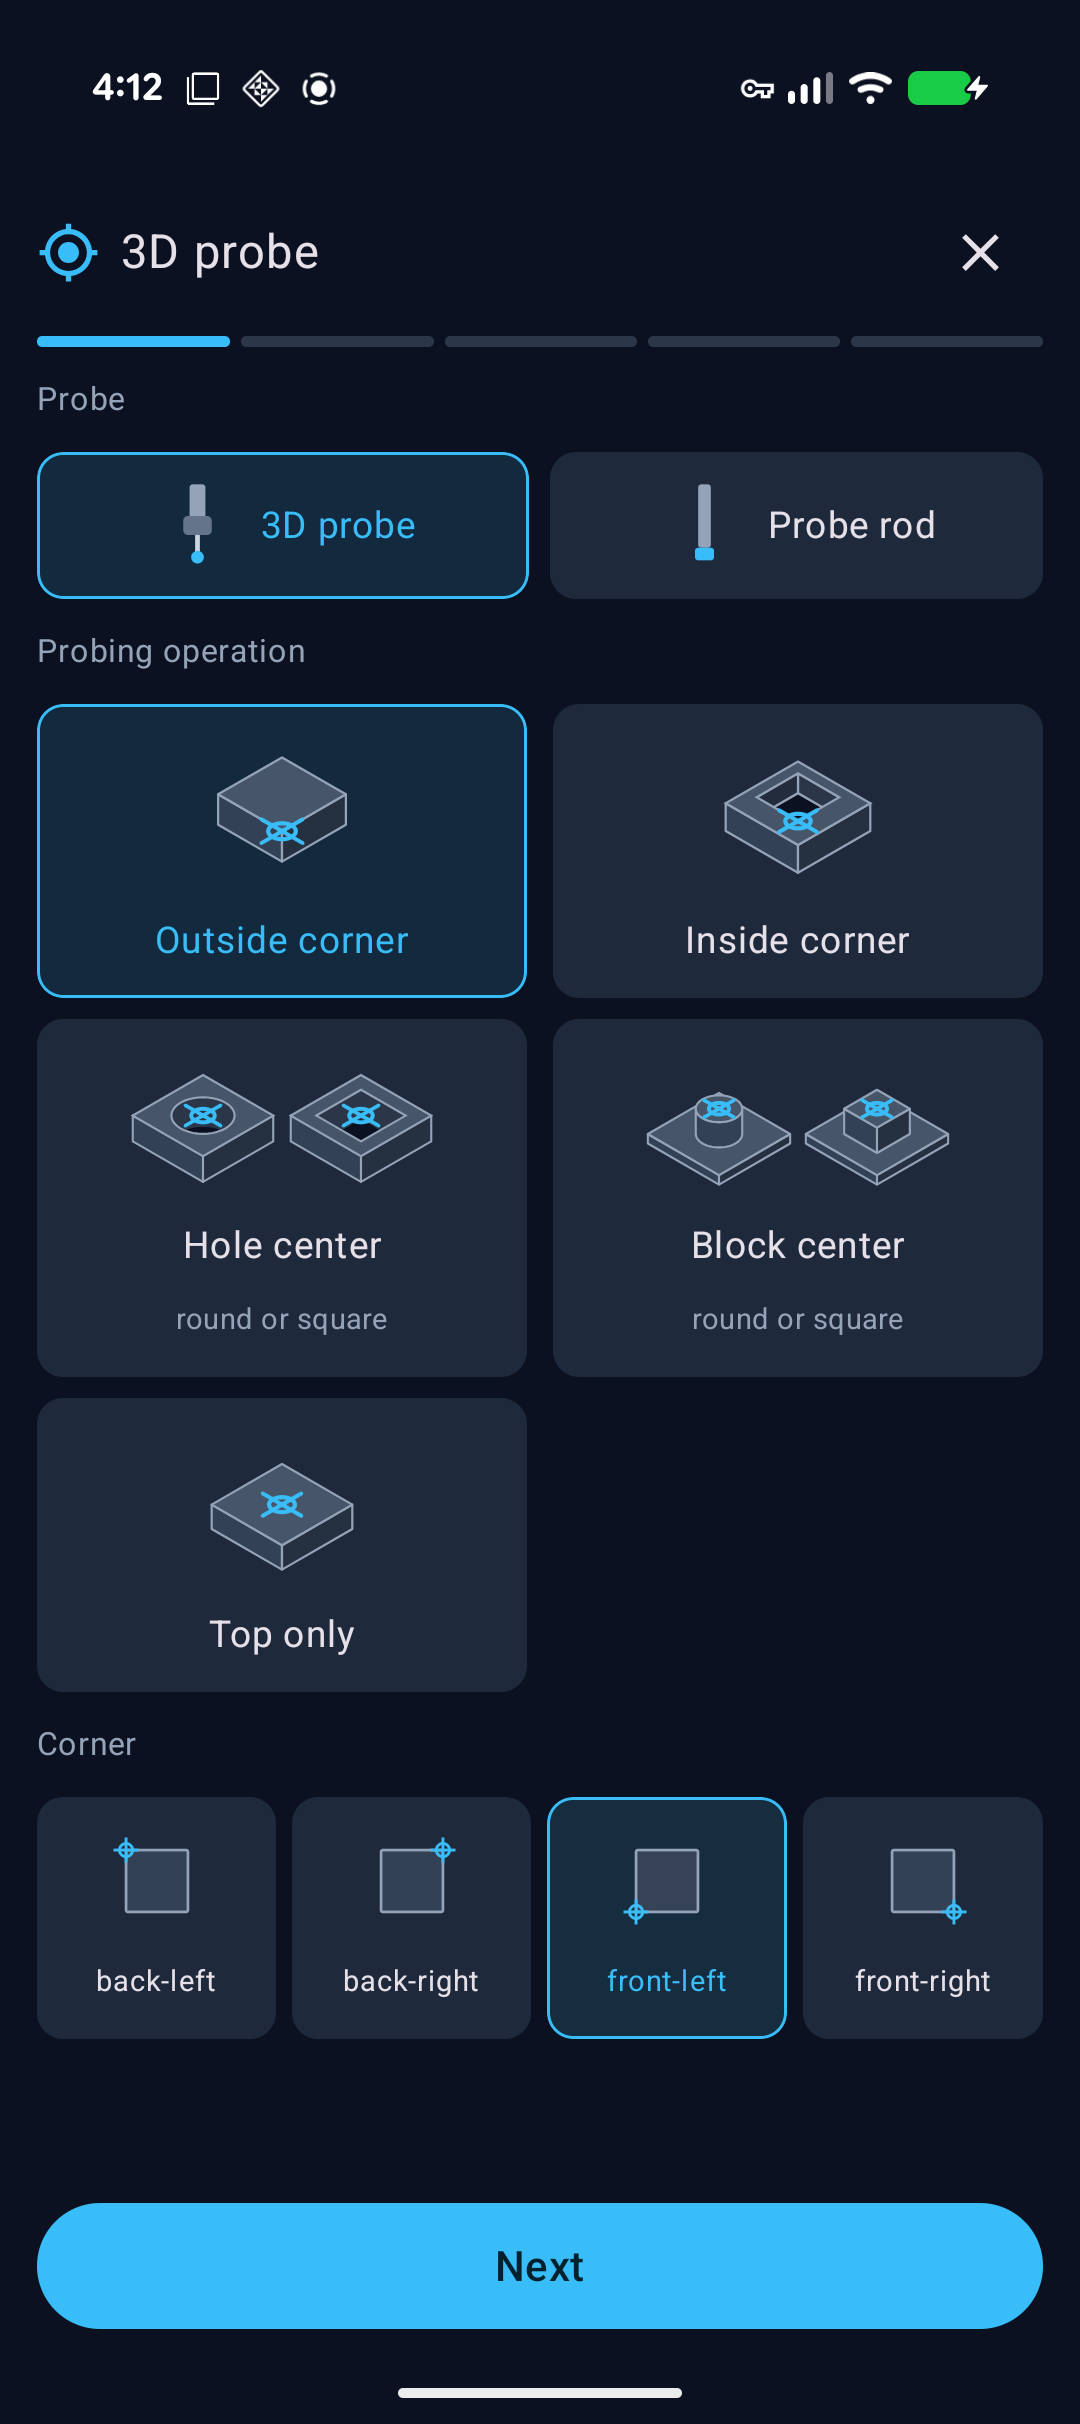 4:12
3D probe
Probe
3D probe
Probe rod
Probing operation
Outside corner
Inside corner
Hole center
round or square
Block center
round or square
Top only
Corner
back-left
back-right
front-left
front-right
Next